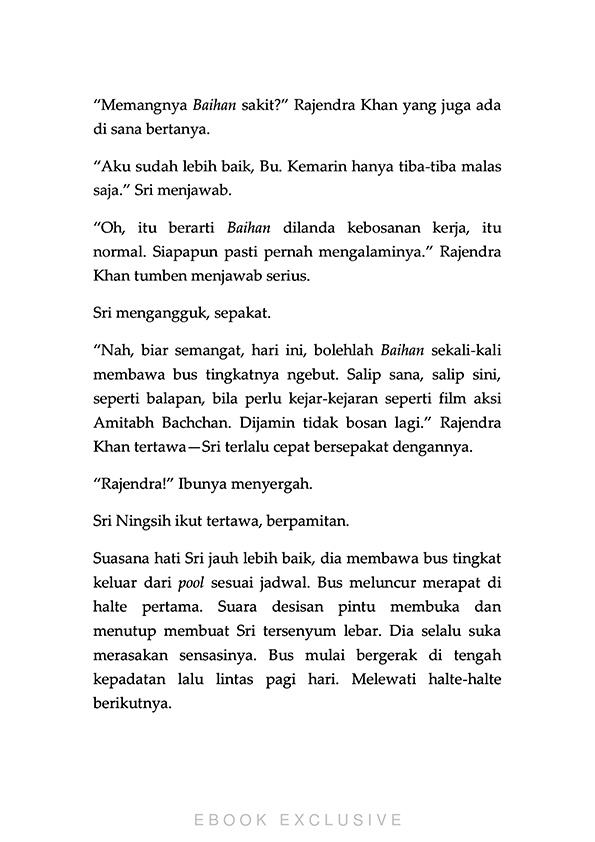 “Memangnya Baihan sakit?” Rajendra Khan yang juga ada
di sana bertanya.
“Aku sudah lebih baik, Bu. Kemarin hanya tiba-tiba malas
saja.” Sri menjawab.
“Oh, itu berarti Baihan dilanda kebosanan kerja, itu
normal. Siapapun pasti pernah mengalaminya.” Rajendra
Khan tumben menjawab serius.
Sri mengangguk, sepakat.
“Nah, biar semangat, hari ini, bolehlah Baihan sekali-kali
membawa bus tingkatnya ngebut. Salip sana, salip sini,
seperti balapan, bila perlu kejar-kejaran seperti film aksi
Amitabh Bachchan. Dijamin tidak bosan lagi.” Rajendra
Khan tertawa—Sri terlalu cepat bersepakat dengannya.
“Rajendra!” Ibunya menyergah.
Sri Ningsih ikut tertawa, berpamitan.
Suasana hati Sri jauh lebih baik, dia membawa bus tingkat
keluar dari pool sesuai jadwal. Bus meluncur merapat di
halte pertama. Suara desisan pintu membuka dan
menutup membuat Sri tersenyum lebar. Dia selalu suka
merasakan sensasinya. Bus mulai bergerak di tengah
kepadatan lalu lintas pagi hari. Melewati halte-halte
berikutnya.
EBOOK EXCLUSIVE